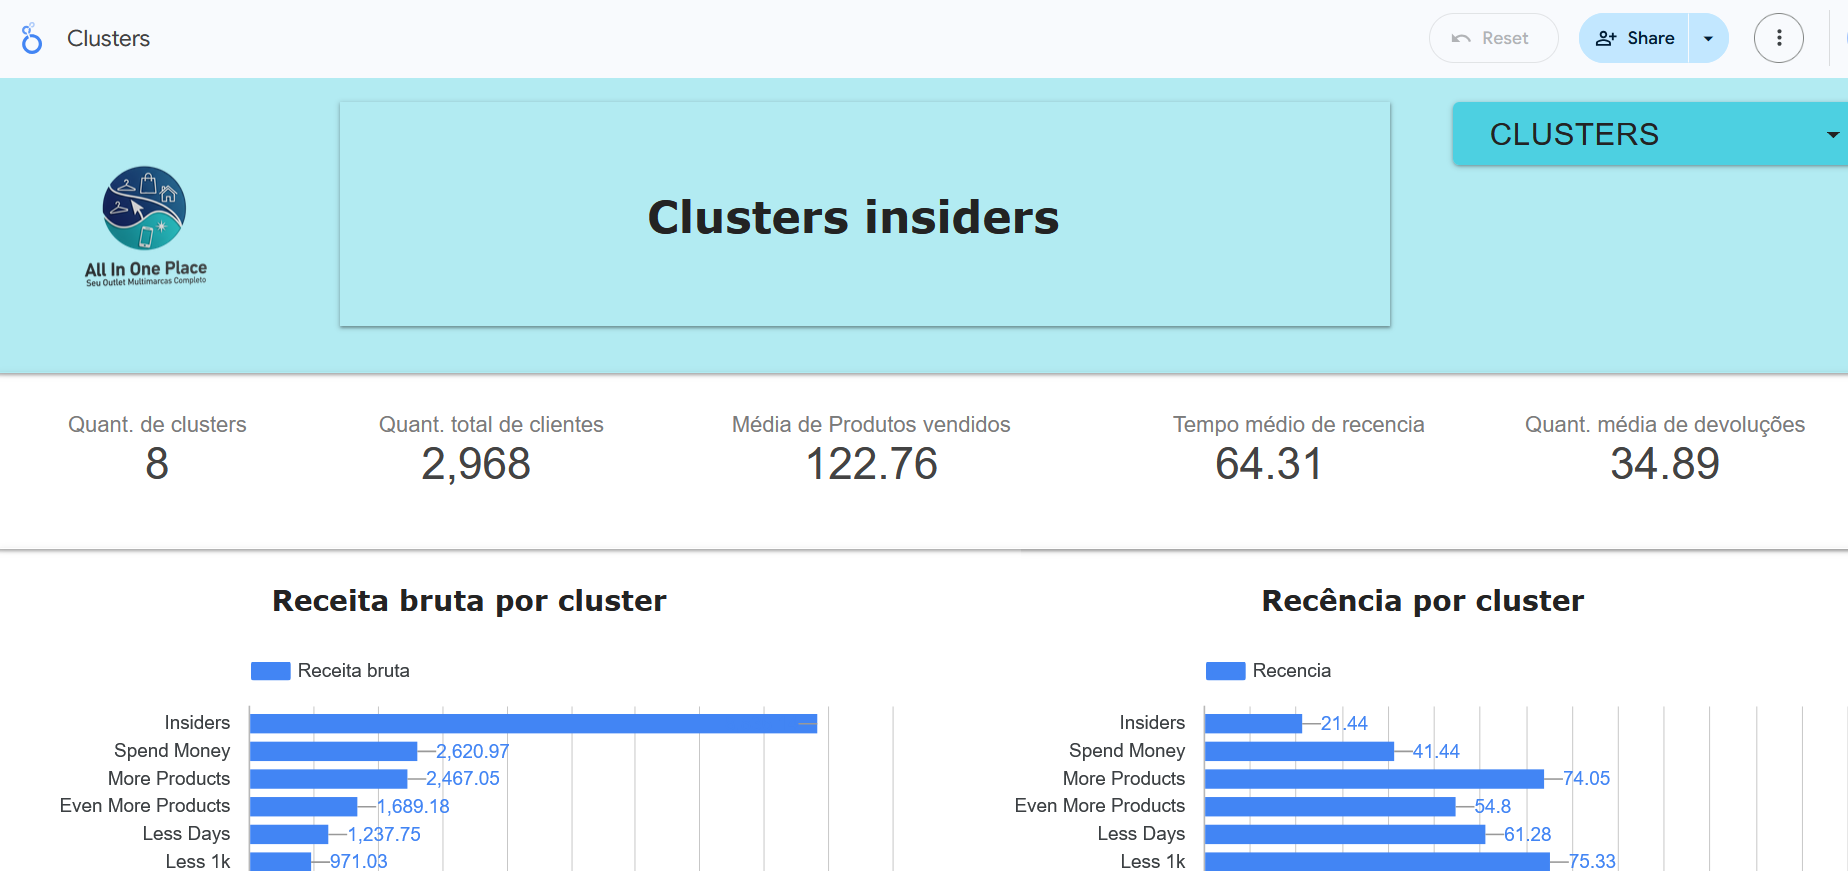 Clusters
Reset
Share
CLUSTERS
Clusters insiders
All In One Place
Seu Outlet Multimarcas Completo
Quant. de clusters
8
Quant. total de clientes
2,968
Média de Produtos vendidos
122.76
Tempo médio de recencia
64.31
Quant. média de devoluções
34.89
Receita bruta por cluster
Receita bruta
Insiders
Spend Money 2,620.97
More Products 2,467.05
Even More Products 1,689.18
Less Days 1,237.75
Less 1k 971.03
Recência por cluster
Recencia
Insiders 21.44
Spend Money 41.44
More Products 74.05
Even More Products 54.8
Less Days 61.28
Less 1k 75.33